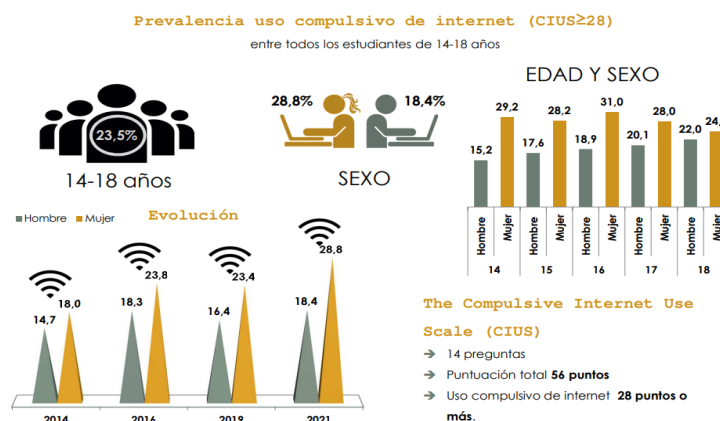 Prevalencia uso compulsivo de internet (CIUS≥28)
entre todos los estudiantes de 14-18 años
23,5%
14-18 años
28,8%
18,4%
SEXO
EDAD Y SEXO
15,2
29,2
17,6
28,2
18,9
31,0
20,1
28,0
22,0
24,
Hombre
Mujer
Hombre
Mujer
Hombre
Mujer
Hombre
Mujer
Hombre
Mujer
14
15
16
17
18
Hombre
Mujer
Evolución
14,7
18,0
18,3
23,8
16,4
23,4
18,4
28,8
2014
2016
2019
2021
The Compulsive Internet Use
Scale (CIUS)
→ 14 preguntas
→ Puntuación total 56 puntos
→ Uso compulsivo de internet 28 puntos o
más.